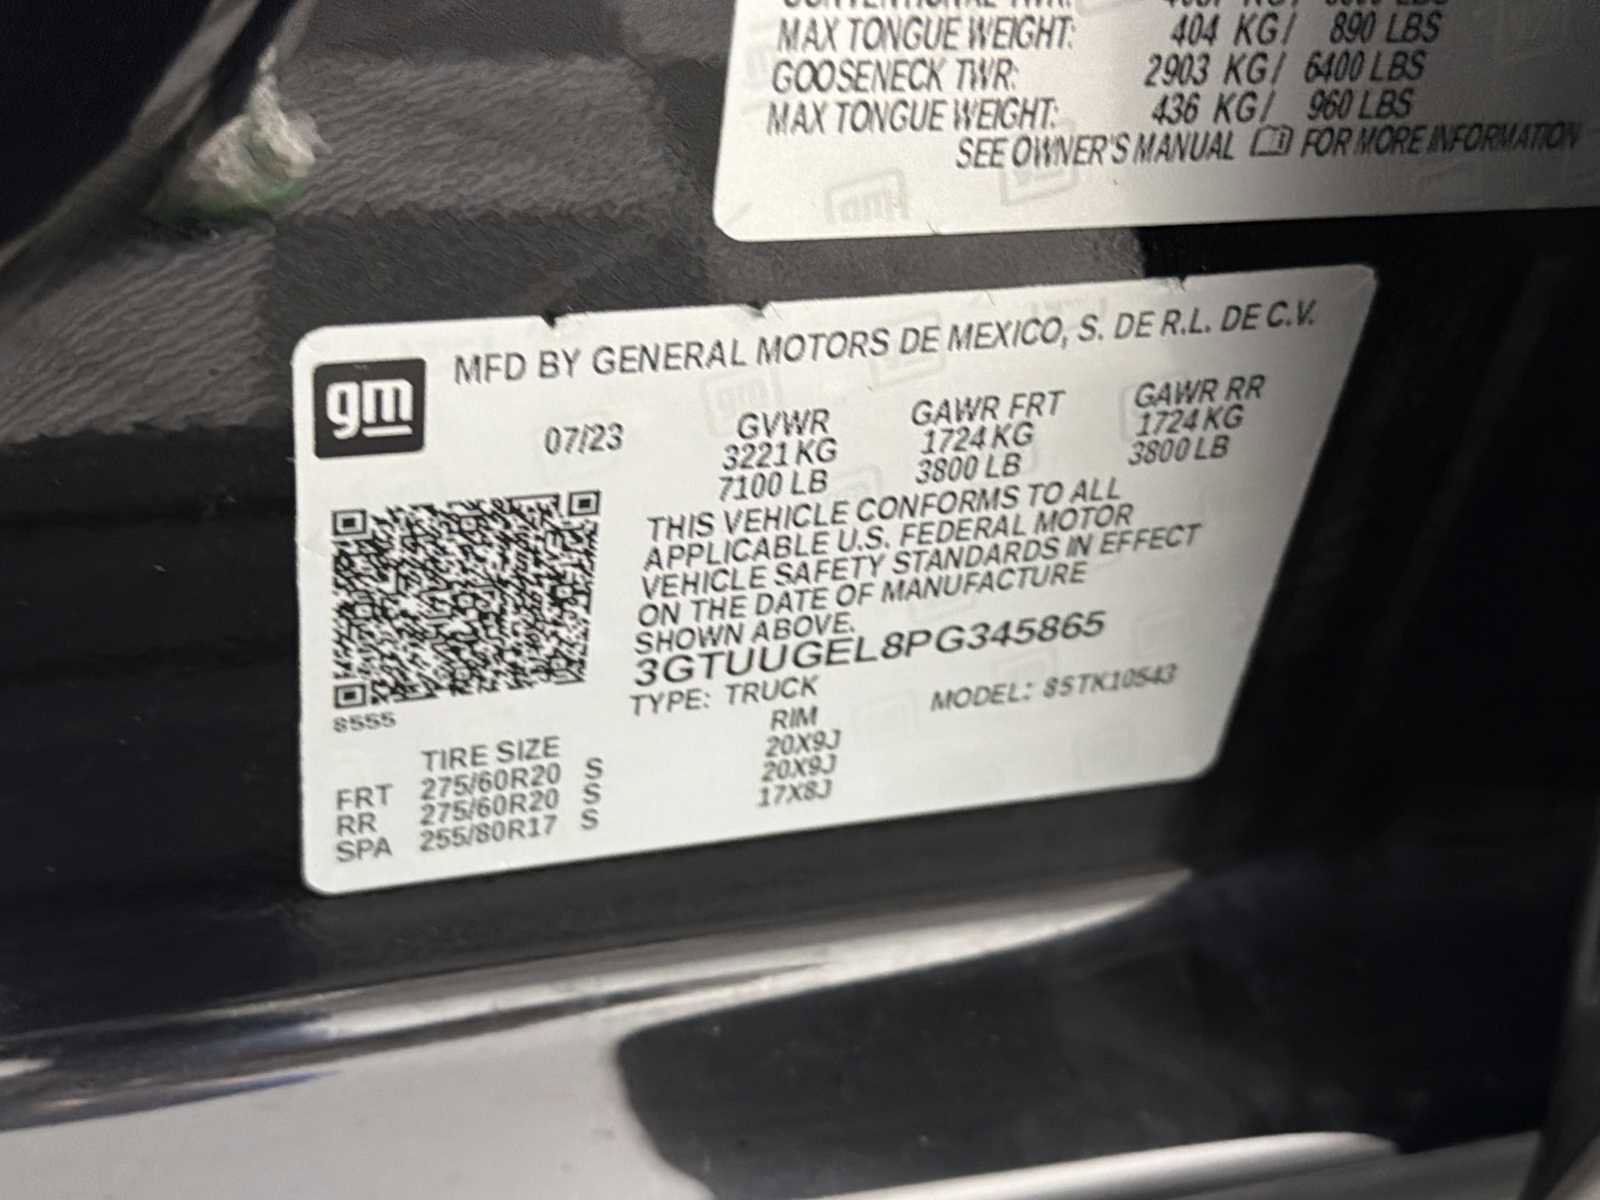 MAX TONGUE WEIGHT: 404 KG/ 890 LBS
GOOSENECK TWR: 2903 KG/ 6400 LBS
MAX TONGUE WEIGHT: 436 KG/ 960 LBS
SEE OWNER'S MANUAL FOR MORE INFORMATION
gm
MFD BY GENERAL MOTORS DE MEXICO, S. DE R.L. DE C.V.
07/23 GVWR GAWR FRT GAWR RR
3221 KG 1724 KG 1724 KG
7100 LB 3800 LB 3800 LB
THIS VEHICLE CONFORMS TO ALL
APPLICABLE U.S. FEDERAL MOTOR
VEHICLE SAFETY STANDARDS IN EFFECT
ON THE DATE OF MANUFACTURE
SHOWN ABOVE.
3GTUUGEL8PG345865
TYPE: TRUCK MODEL: 85TK10543
8555
TIRE SIZE RIM
FRT 275/60R20 S 20X9J
RR 275/60R20 S 20X9J
SPA 255/80R17 S 17X8J